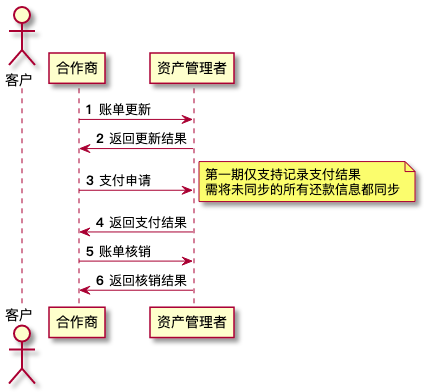 客户
合作商
资产管理者
1 账单更新
2 返回更新结果
3 支付申请
第一期仅支持记录支付结果
需将未同步的所有还款信息都同步
4 返回支付结果
5 账单核销
6 返回核销结果
客户
合作商
资产管理者